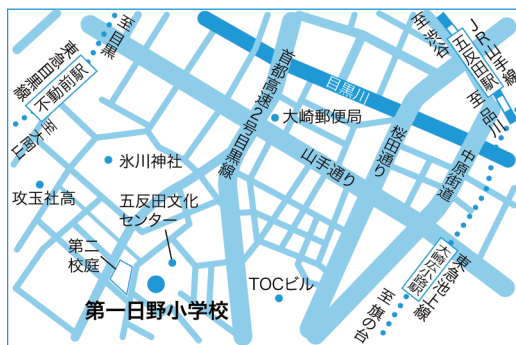 至目黒
東急目黒線
不動前駅
至大岡山
首都高速2号目黒線
目黒川
大崎郵便局
山手通り
桜田通り
中原街道
至渋谷
五反田駅
JR山手線
至品川
氷川神社
攻玉社高
五反田文化
センター
第二
校庭
第一日野小学校
TOCビル
大崎広小路駅
東急池上線
至旗の台